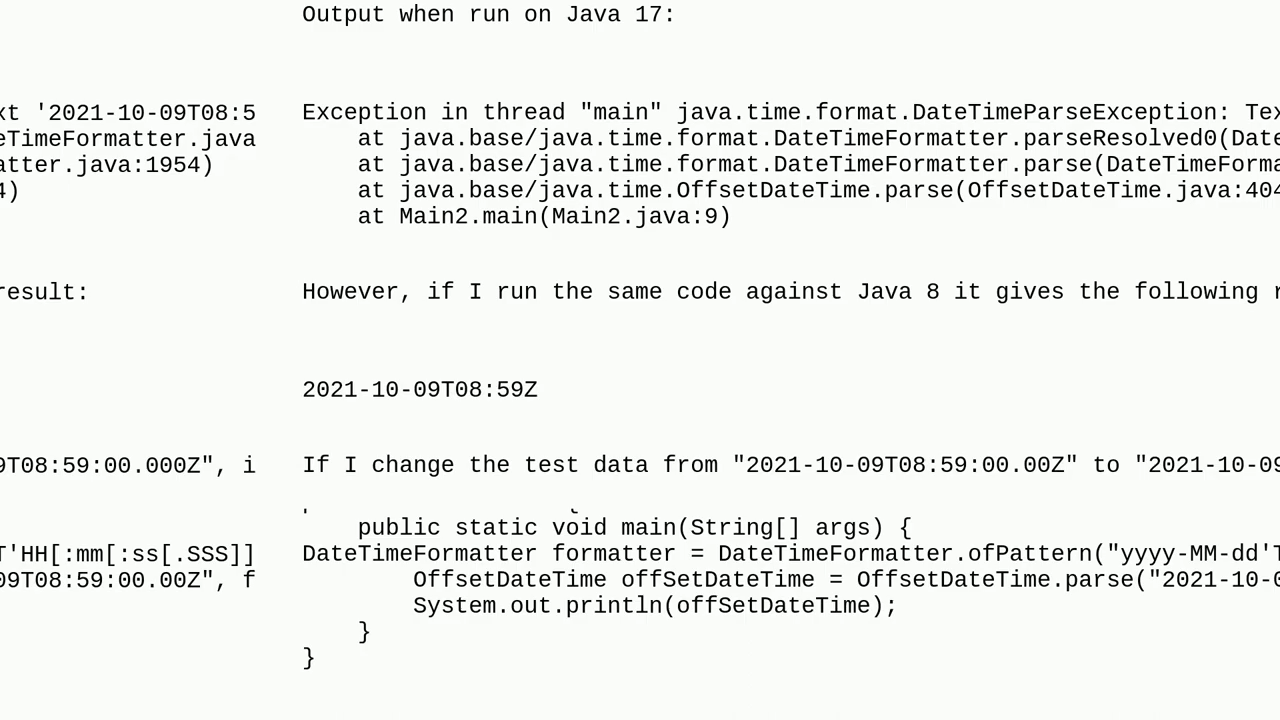 Output when run on Java 17:
xt '2021-10-09T08:5
eTimeFormatter.java
atter.java:1954)
4)
Exception in thread "main" java.time.format.DateTimeParseException: Tex
at java.base/java.time.format.DateTimeFormatter.parseResolved0(Date
at java.base/java.time.format.DateTimeFormatter.parse(DateTimeForma
at java.base/java.time.OffsetDateTime.parse(OffsetDateTime.java:404
at Main2.main(Main2.java:9)
result:
However, if I run the same code against Java 8 it gives the following r
2021-10-09T08:59Z
9T08:59:00.000Z", i
If I change the test data from "2021-10-09T08:59:00.00Z" to "2021-10-09
public static void main(String[] args) {
T'HH[:mm[:ss[.SSS]]
09T08:59:00.00Z", f
DateTimeFormatter formatter = DateTimeFormatter.ofPattern("yyyy-MM-dd'T
OffsetDateTime offSetDateTime = OffsetDateTime.parse("2021-10-0
System.out.println(offSetDateTime);
}
}